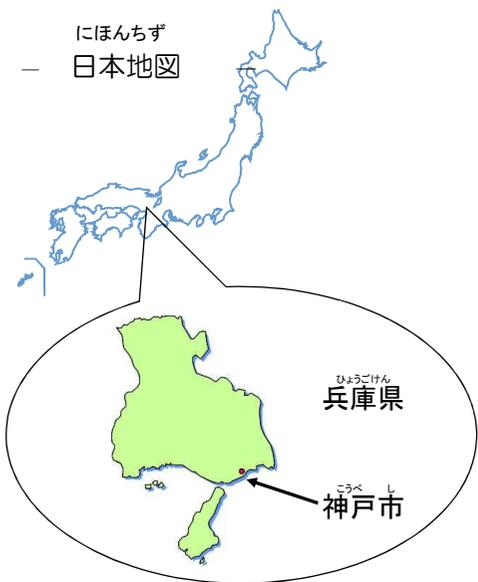 にほんちず
日本地図
ひょうごけん
兵庫県
こうべ し
神戸市